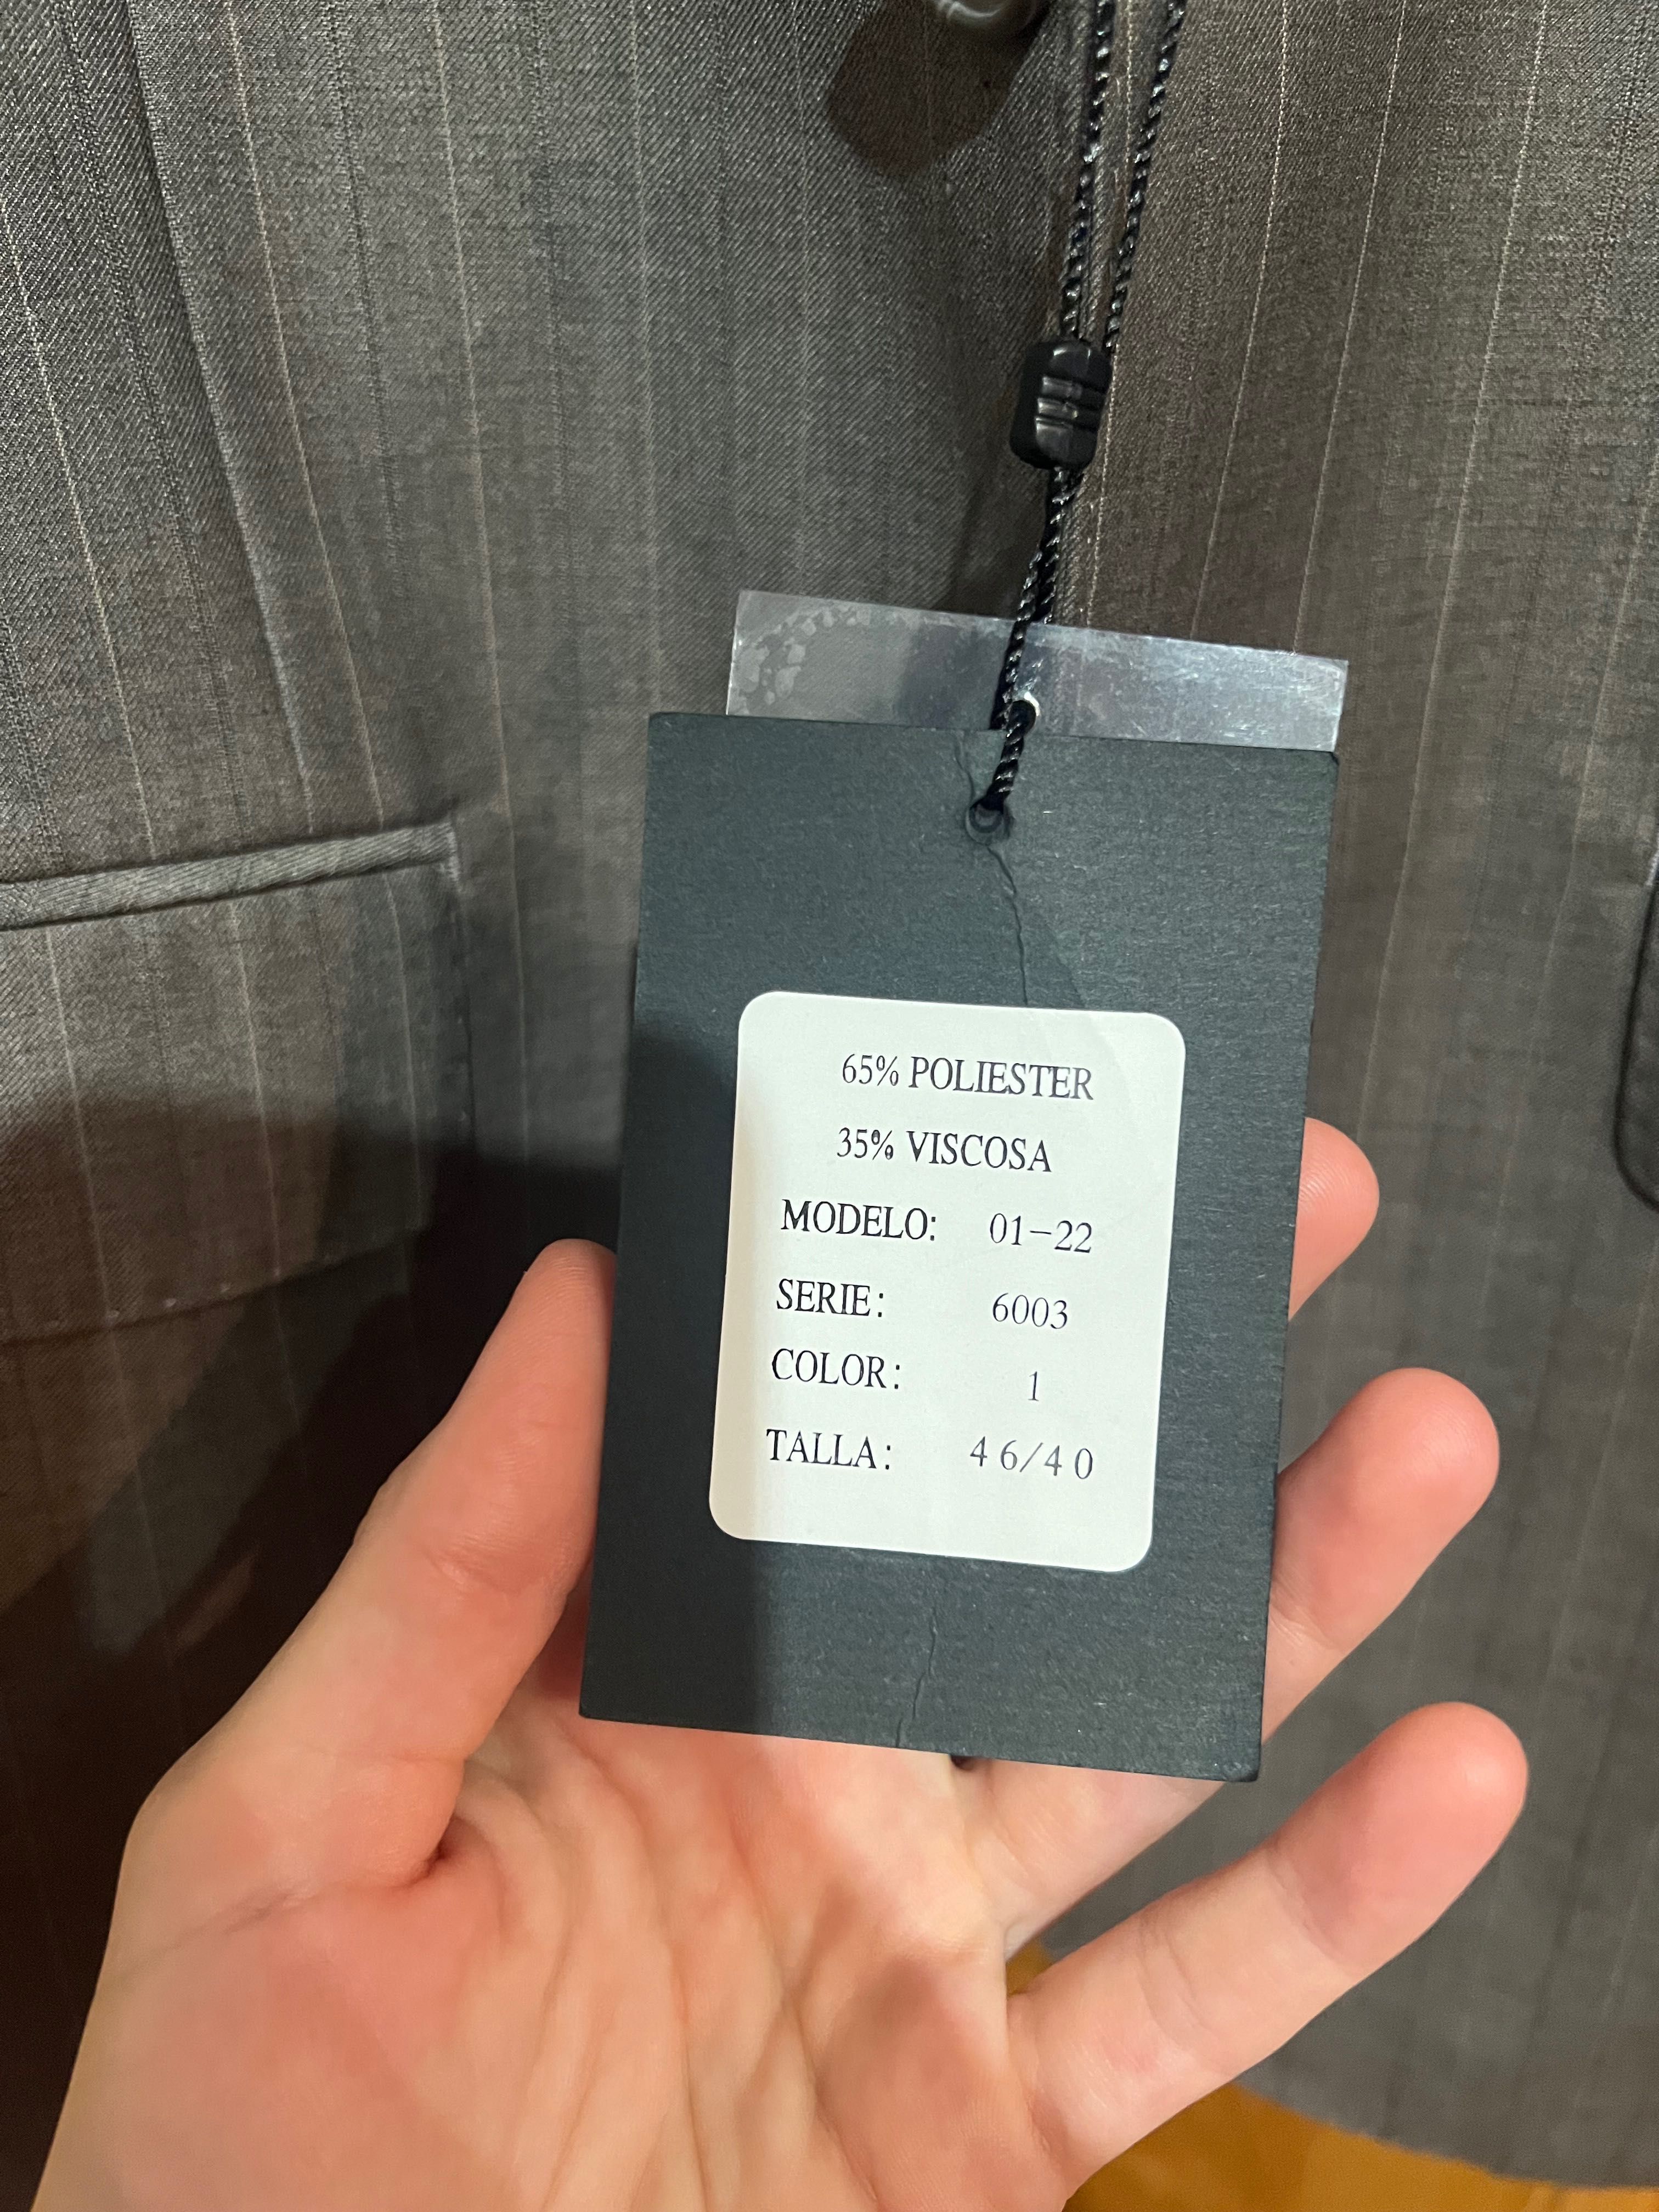 65% POLIESTER
35% VISCOSA
MODELO: 01-22
SERIE: 6003
COLOR: 1
TALLA: 46/40